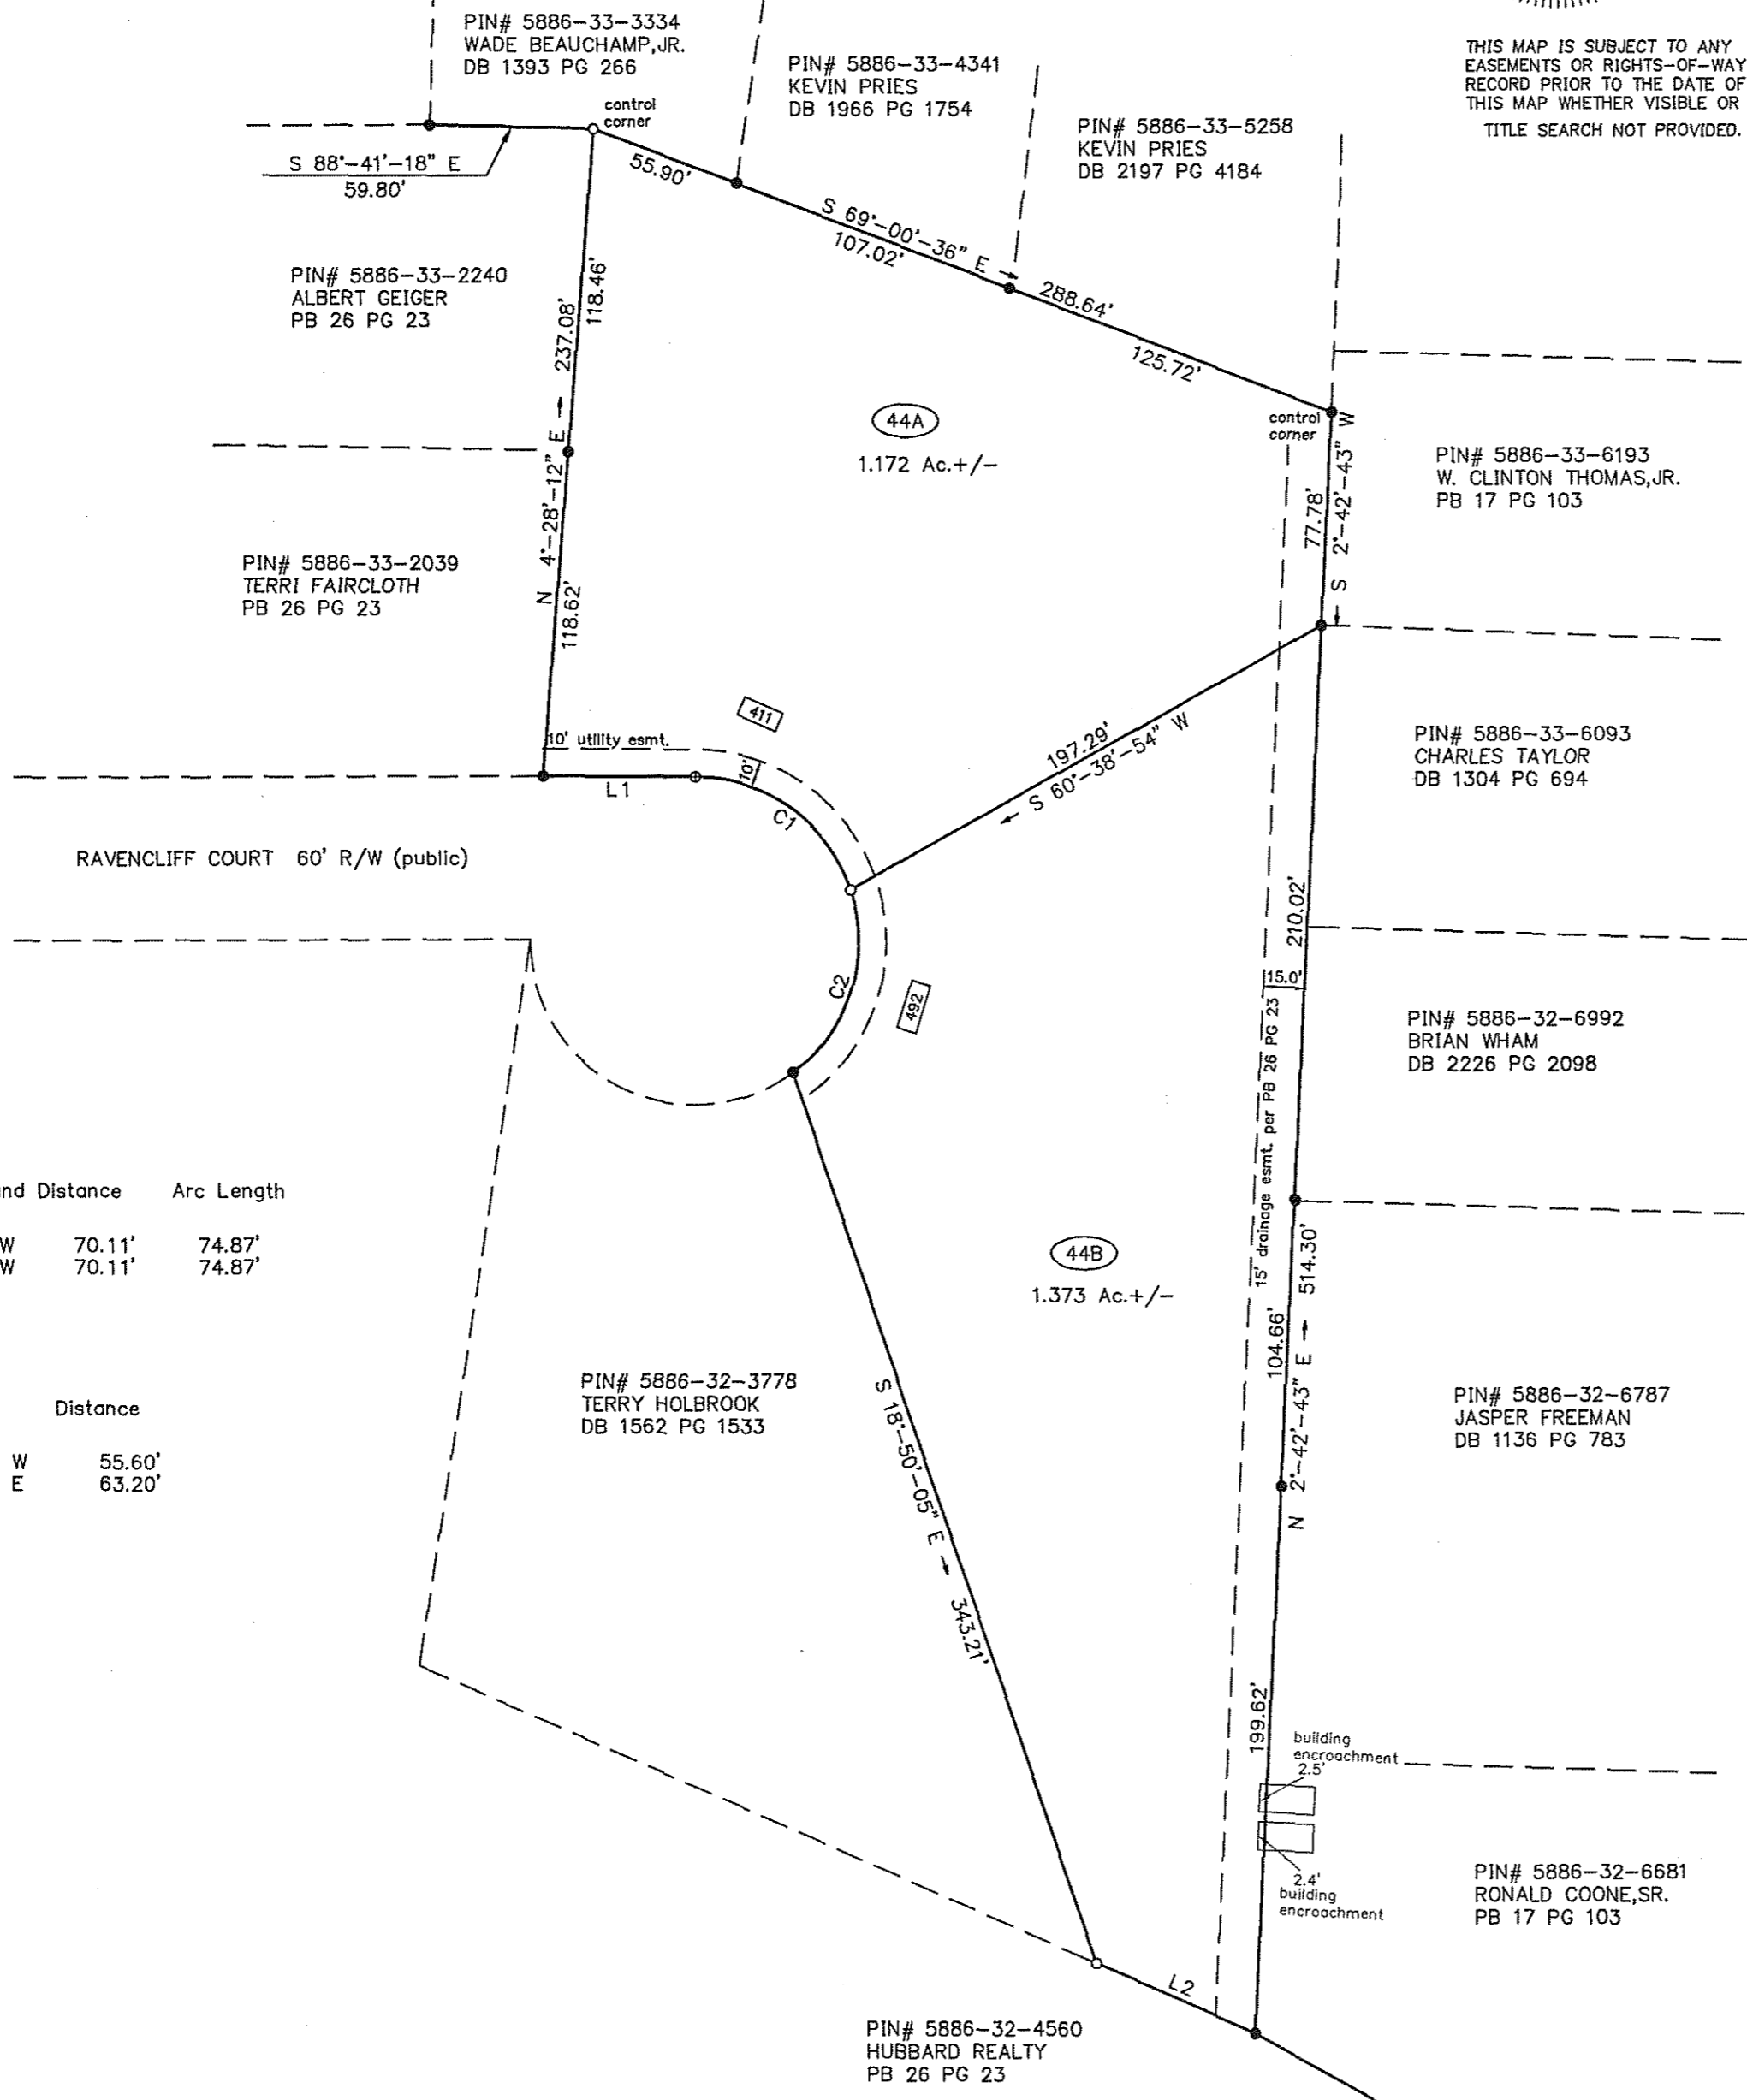 PIN# 5886-33-3334
WADE BEAUCHAMP,JR.
DB 1393 PG 266
PIN# 5886-33-4341
KEVIN PRIES
DB 1966 PG 1754
PIN# 5886-33-5258
KEVIN PRIES
DB 2197 PG 4184
THIS MAP IS SUBJECT TO ANY
EASEMENTS OR RIGHTS-OF-WAY
RECORD PRIOR TO THE DATE OF
THIS MAP WHETHER VISIBLE OR
TITLE SEARCH NOT PROVIDED.
control
corner
S 88°-41'-18" E
59.80'
55.90'
S 69°-00'-36" E
107.02'
288.64'
125.72'
PIN# 5886-33-2240
ALBERT GEIGER
PB 26 PG 23
118.46'
N 4°-28'-12" E 237.08'
118.62'
44A
1.172 Ac.+/-
control
corner
77.78'
S 2°-42'-43" W
PIN# 5886-33-6193
W. CLINTON THOMAS,JR.
PB 17 PG 103
PIN# 5886-33-2039
TERRI FAIRCLOTH
PB 26 PG 23
411
10' utility esmt.
10'
L1
C1
197.29'
S 60°-38'-54" W
PIN# 5886-33-6093
CHARLES TAYLOR
DB 1304 PG 694
RAVENCLIFF COURT 60' R/W (public)
210.02'
15.0'
C2
492
15' drainage esmt. per PB 26 PG 23
PIN# 5886-32-6992
BRIAN WHAM
DB 2226 PG 2098
nd Distance Arc Length
W 70.11' 74.87'
W 70.11' 74.87'
44B
1.373 Ac.+/-
104.66'
N 2°-42'-43" E 514.30'
Distance
W 55.60'
E 63.20'
PIN# 5886-32-3778
TERRY HOLBROOK
DB 1562 PG 1533
S 18°-50'-05" E 343.21'
PIN# 5886-32-6787
JASPER FREEMAN
DB 1136 PG 783
199.62'
building
encroachment
2.5'
2.4'
building
encroachment
PIN# 5886-32-6681
RONALD COONE,SR.
PB 17 PG 103
L2
PIN# 5886-32-4560
HUBBARD REALTY
PB 26 PG 23